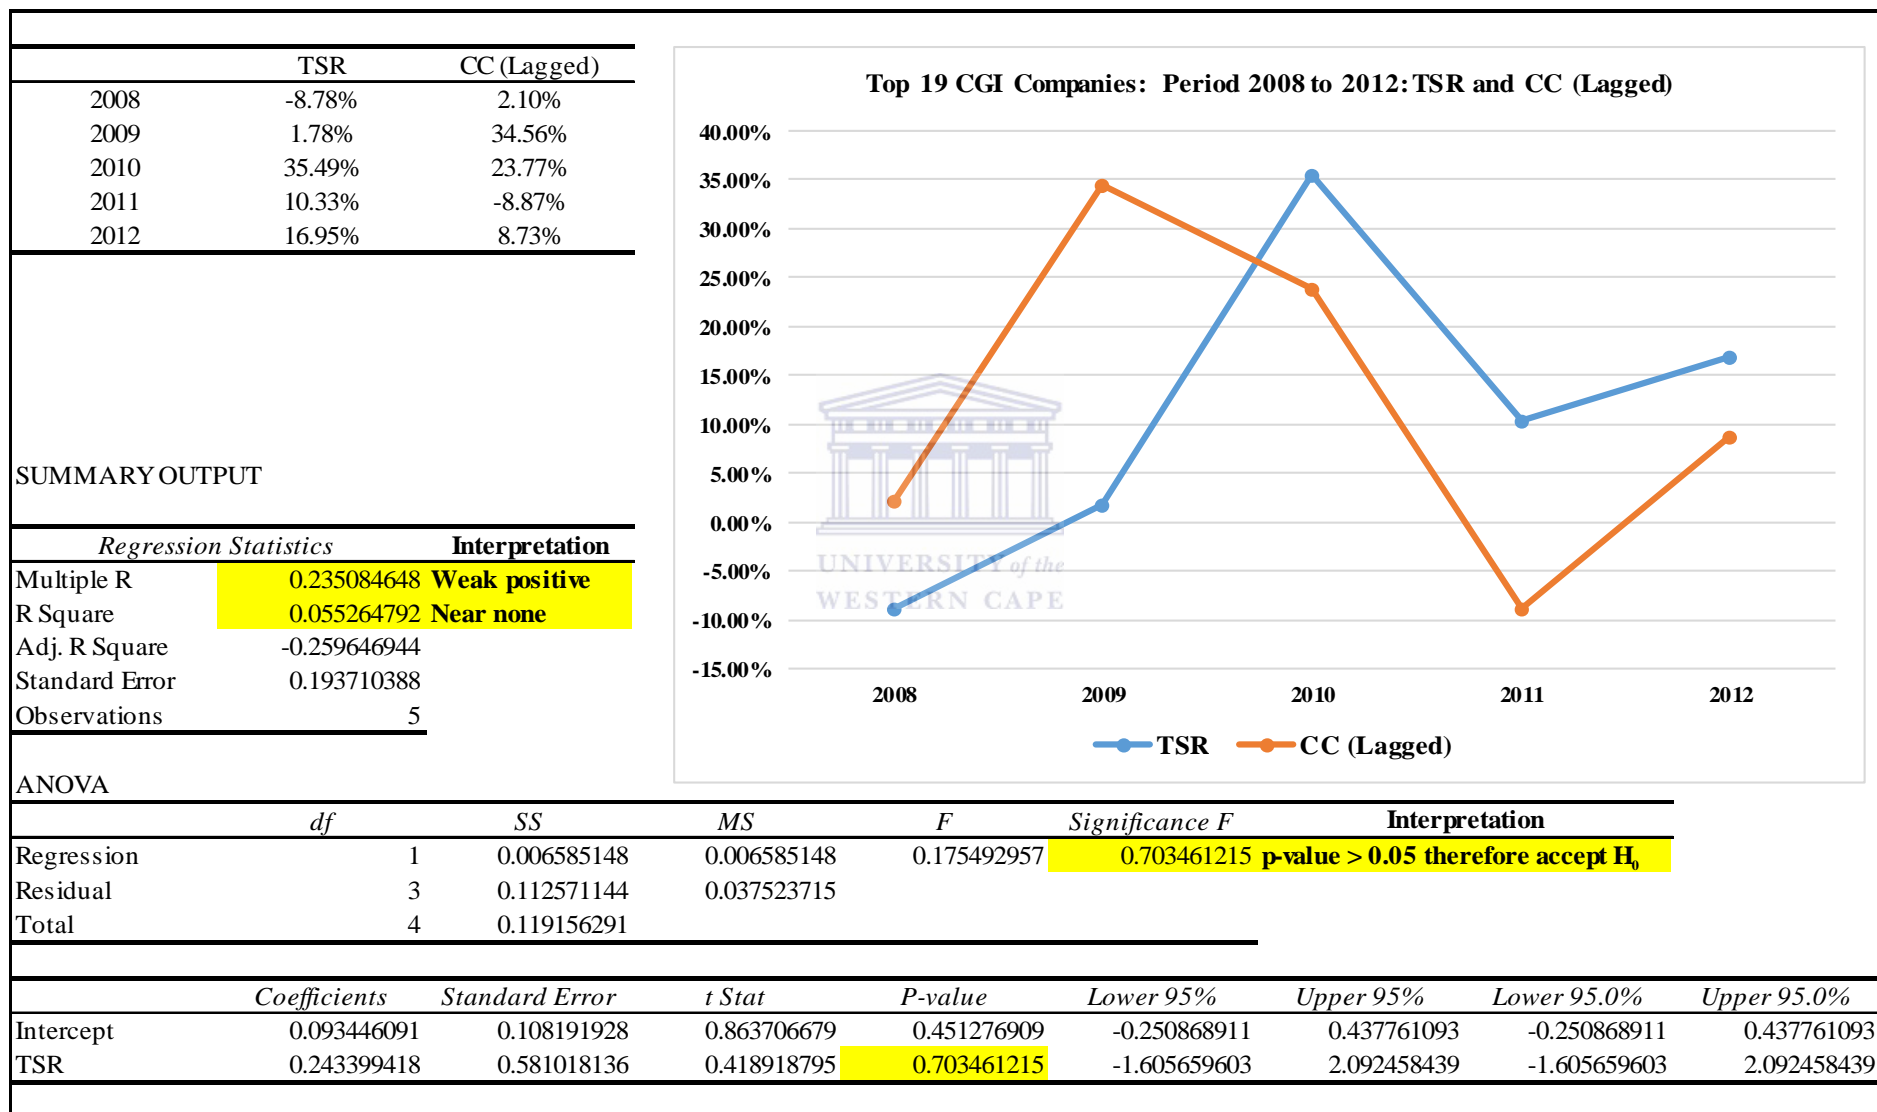 TSR CC (Lagged)
2008 -8.78% 2.10%
2009 1.78% 34.56%
2010 35.49% 23.77%
2011 10.33% -8.87%
2012 16.95% 8.73%
Top 19 CGI Companies: Period 2008 to 2012: TSR and CC (Lagged)
40.00%
35.00%
30.00%
25.00%
20.00%
15.00%
10.00%
5.00%
0.00%
-5.00%
-10.00%
-15.00%
2008 2009 2010 2011 2012
TSR CC (Lagged)
UNIVERSITY of the
WESTERN CAPE
SUMMARY OUTPUT
Regression Statistics Interpretation
Multiple R 0.235084648 Weak positive
R Square 0.055264792 Near none
Adj. R Square -0.259646944
Standard Error 0.193710388
Observations 5
ANOVA
df SS MS F Significance F Interpretation
Regression 1 0.006585148 0.006585148 0.175492957 0.703461215 p-value > 0.05 therefore accept H₀
Residual 3 0.112571144 0.037523715
Total 4 0.119156291
Coefficients Standard Error t Stat P-value Lower 95% Upper 95% Lower 95.0% Upper 95.0%
Intercept 0.093446091 0.108191928 0.863706679 0.451276909 -0.250868911 0.437761093 -0.250868911 0.437761093
TSR 0.243399418 0.581018136 0.418918795 0.703461215 -1.605659603 2.092458439 -1.605659603 2.092458439